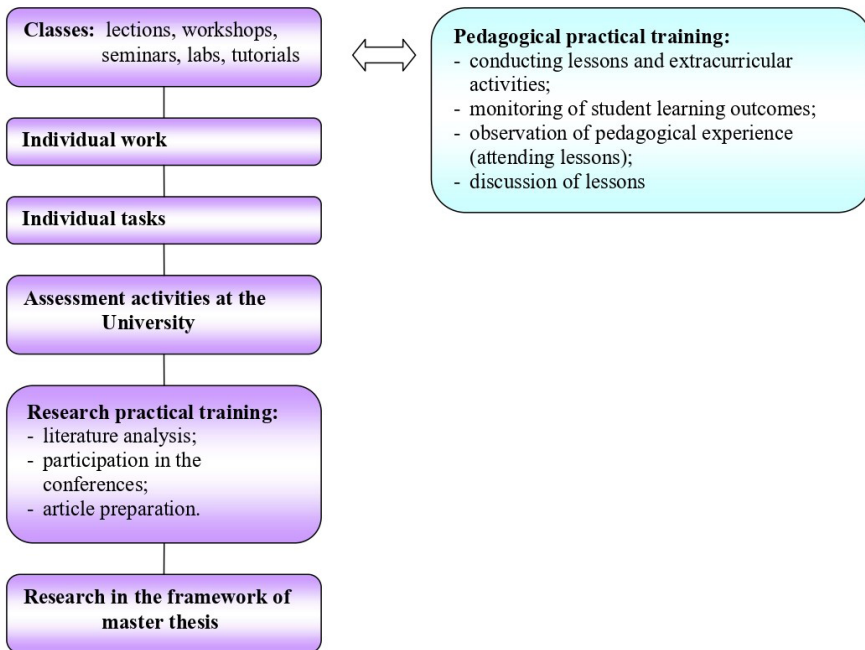 Classes: lections, workshops,
seminars, labs, tutorials
Individual work
Individual tasks
Assessment activities at the
University
Research practical training:
- literature analysis;
- participation in the
conferences;
- article preparation.
Research in the framework of
master thesis
Pedagogical practical training:
- conducting lessons and extracurricular
activities;
- monitoring of student learning outcomes;
- observation of pedagogical experience
(attending lessons);
- discussion of lessons